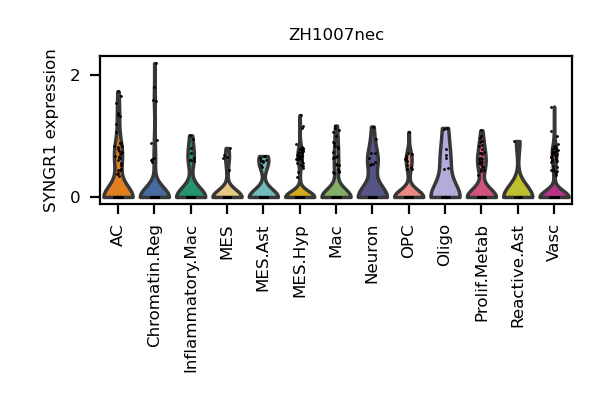 ZH1007nec
SYNGR1 expression
2
0
AC
Chromatin.Reg
Inflammatory.Mac
MES
MES.Ast
MES.Hyp
Mac
Neuron
OPC
Oligo
Prolif.Metab
Reactive.Ast
Vasc